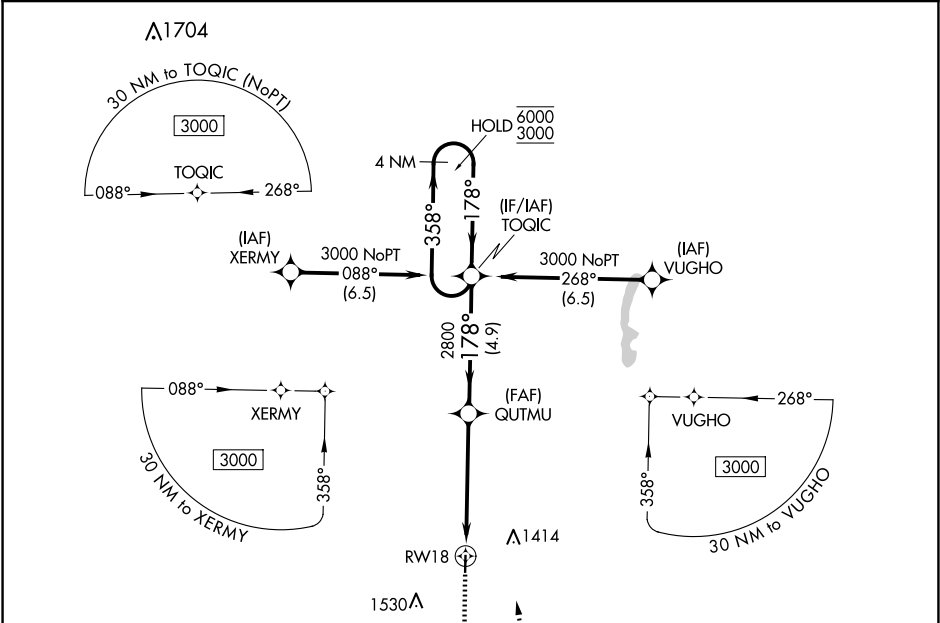 1704
30 NM to TOQIC (NoPT)
3000
TOQIC
088°
268°
HOLD 6000
3000
4 NM
358°
178°
(IF/IAF)
TOQIC
(IAF)
XERMY
3000 NoPT
088°
(6.5)
3000 NoPT
268°
(6.5)
(IAF)
VUGHO
2800
178°
(4.9)
(FAF)
QUTMU
088°
XERMY
3000
358°
30 NM to XERMY
268°
VUGHO
3000
358°
30 NM to VUGHO
RW18
1414
1530